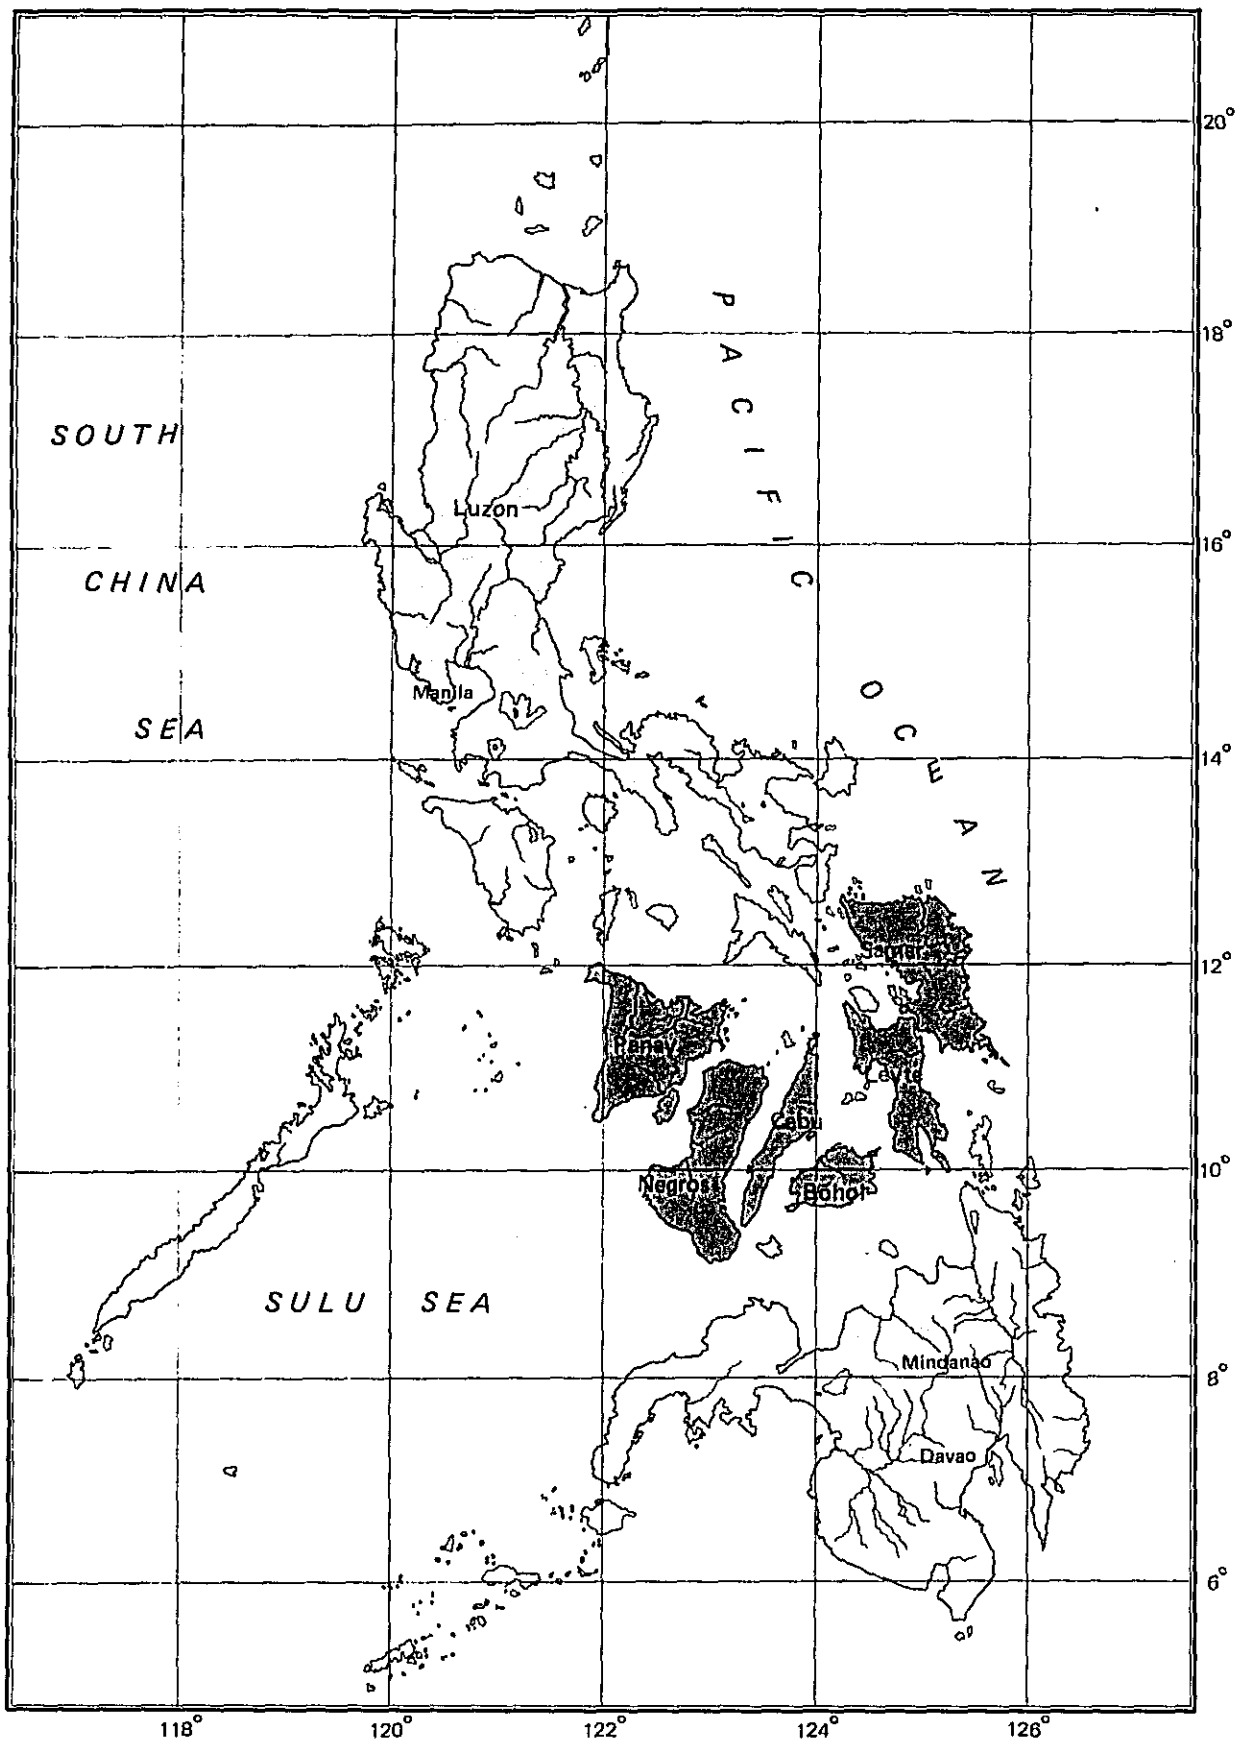 20°
18°
PACIFIC
SOUTH
Luzon
16°
CHINA
OCEAN
Manila
SEA
14°
Samar
12°
Panay
Leyte
Cebu
10°
Negros
Bohol
SULU SEA
Mindanao
8°
Davao
6°
118°
120°
122°
124°
126°